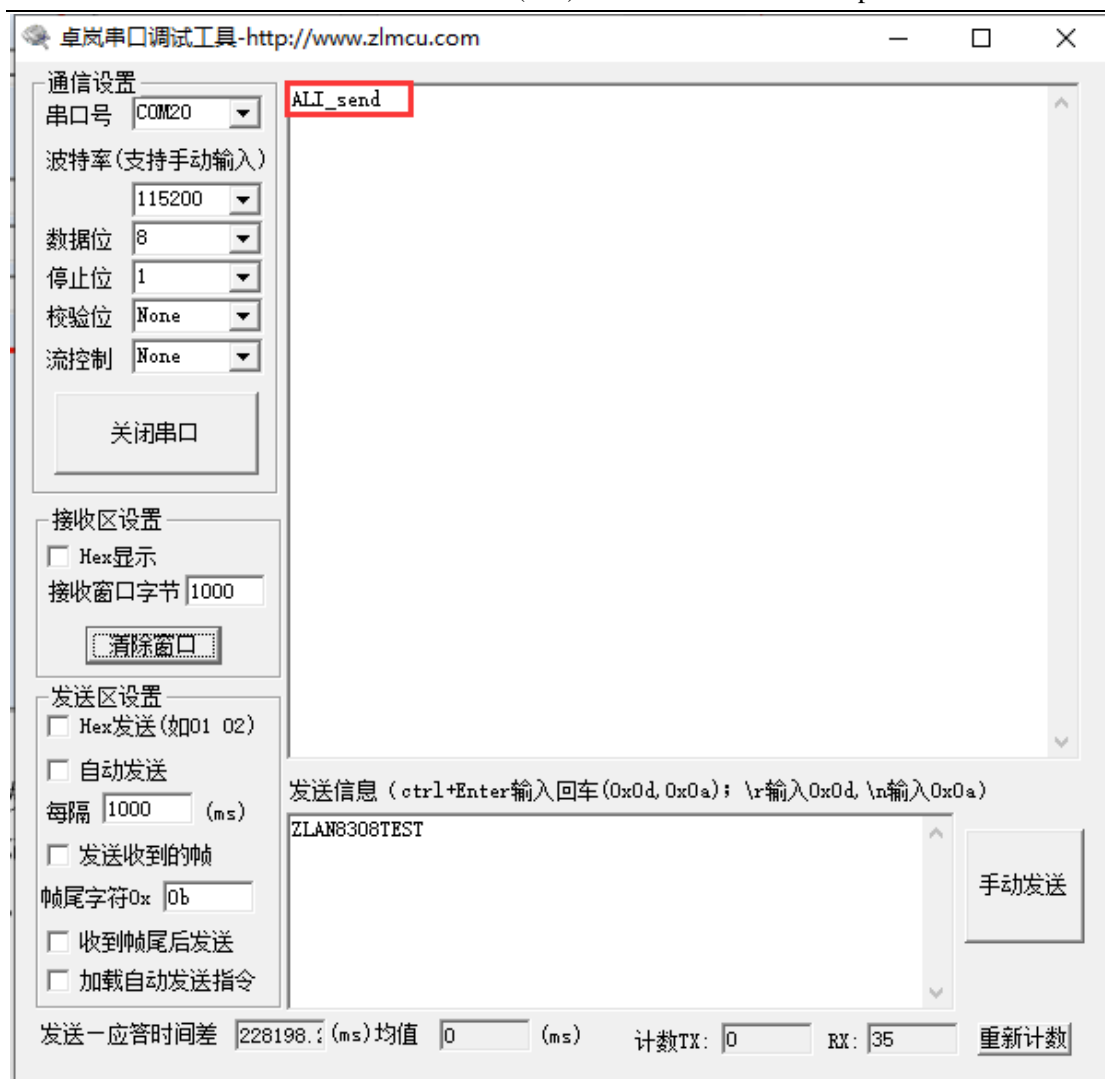 卓岚串口调试工具-http://www.zlmcu.com
通信设置
串口号 COM20
波特率(支持手动输入)
115200
数据位 8
停止位 1
校验位 None
流控制 None
关闭串口
接收区设置
Hex显示
接收窗口字节 1000
清除窗口
发送区设置
Hex发送(如01 02)
自动发送
每隔 1000 (ms)
发送收到的帧
帧尾字符0x 0b
收到帧尾后发送
加载自动发送指令
ALI_send
发送信息(ctrl+Enter输入回车(0x0d,0x0a); \r输入0x0d,\n输入0x0a)
ZLAN8308TEST
手动发送
发送一应答时间差 228198. (ms)均值 0 (ms) 计数TX: 0 RX: 35 重新计数